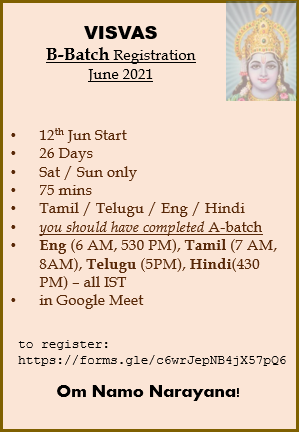 VISVAS
B-Batch Registration
June 2021
• 12th Jun Start
• 26 Days
• Sat / Sun only
• 75 mins
• Tamil / Telugu / Eng / Hindi
• you should have completed A-batch
• Eng (6 AM, 530 PM), Tamil (7 AM,
8AM), Telugu (5PM), Hindi(430
PM) – all IST
• in Google Meet
to register:
https://forms.gle/c6wrJepNB4jX57pQ6
Om Namo Narayana!